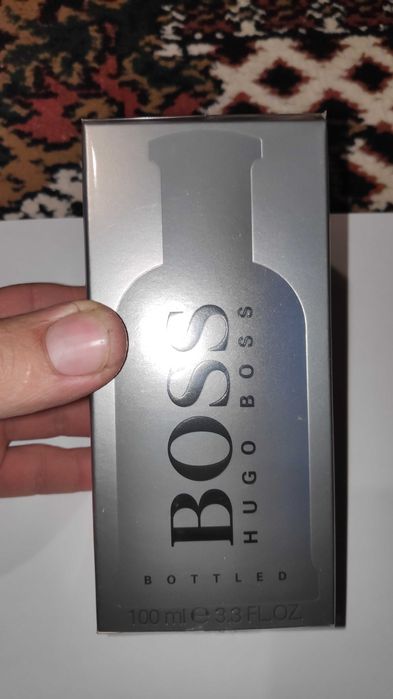 BOSS
HUGO BOSS
BOTTLED
100 ml ℮ 3.3 FL.OZ.